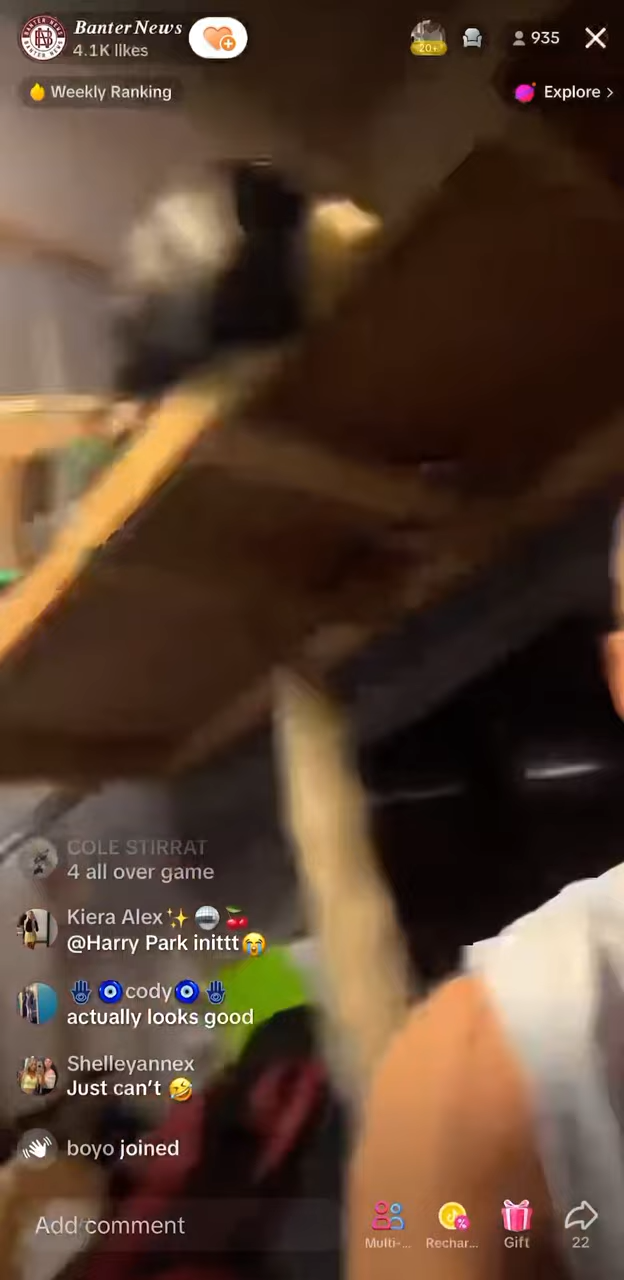 Banter News
4.1K likes
20+
935
Weekly Ranking
Explore >
COLE STIRRAT
4 all over game
Kiera Alex✨🪩🍒
@Harry Park inittt😭
🪬🧿cody🧿🪬
actually looks good
Shelleyannex
Just can't 🤣
boyo joined
Add comment
Multi-...
Rechar...
Gift
22